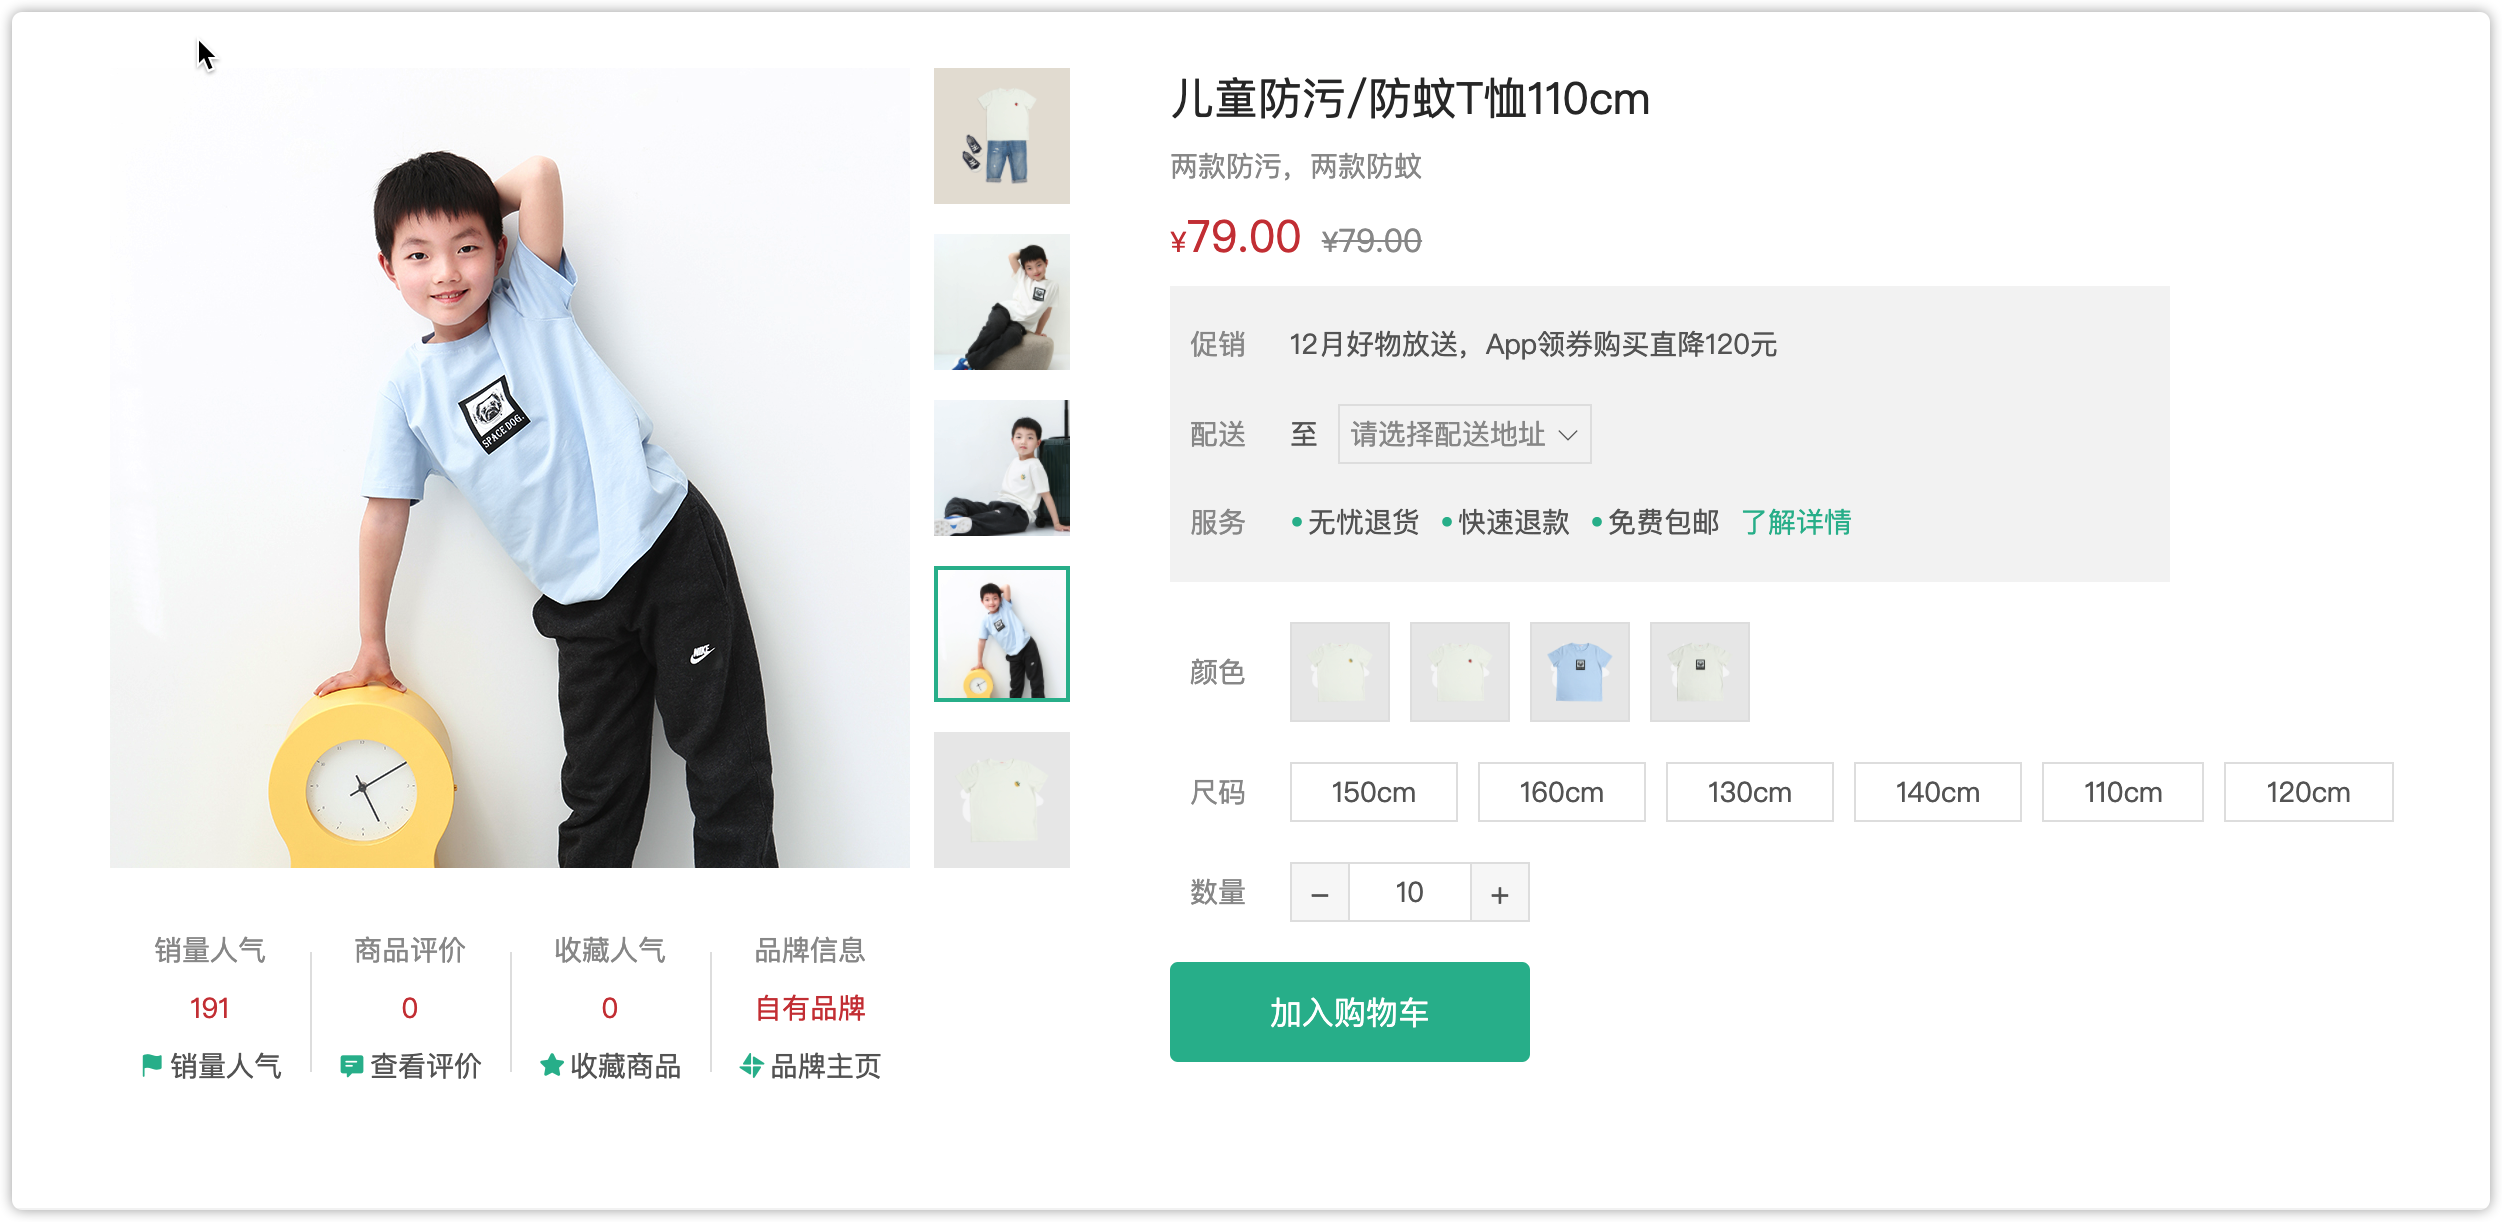 SPACE DOG.
NIKE
儿童防污/防蚊T恤110cm
两款防污，两款防蚊
¥79.00 ¥79.00
促销 12月好物放送，App领券购买直降120元
配送 至 请选择配送地址
服务 •无忧退货 •快速退款 •免费包邮 了解详情
颜色
尺码 150cm 160cm 130cm 140cm 110cm 120cm
数量 − 10 +
加入购物车
销量人气 商品评价 收藏人气 品牌信息
191 0 0 自有品牌
销量人气 查看评价 收藏商品 品牌主页